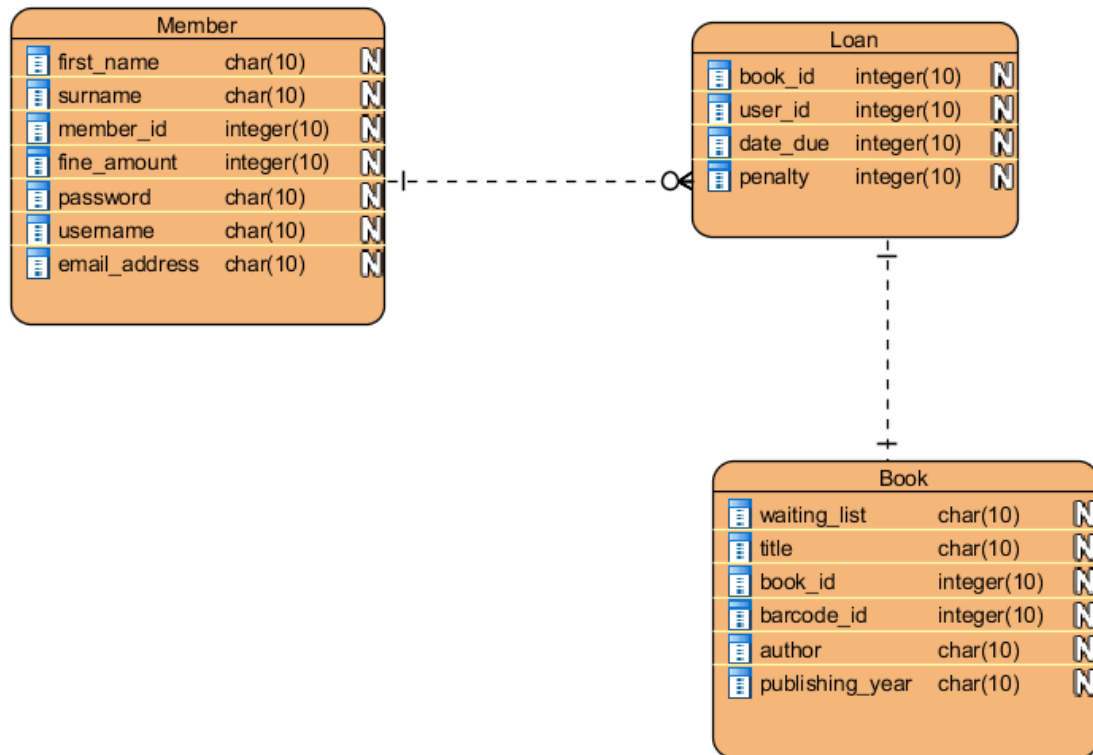 Member
first_name char(10) N
surname char(10) N
member_id integer(10) N
fine_amount integer(10) N
password char(10) N
username char(10) N
email_address char(10) N
Loan
book_id integer(10) N
user_id integer(10) N
date_due integer(10) N
penalty integer(10) N
Book
waiting_list char(10) N
title char(10) N
book_id integer(10) N
barcode_id integer(10) N
author char(10) N
publishing_year char(10) N